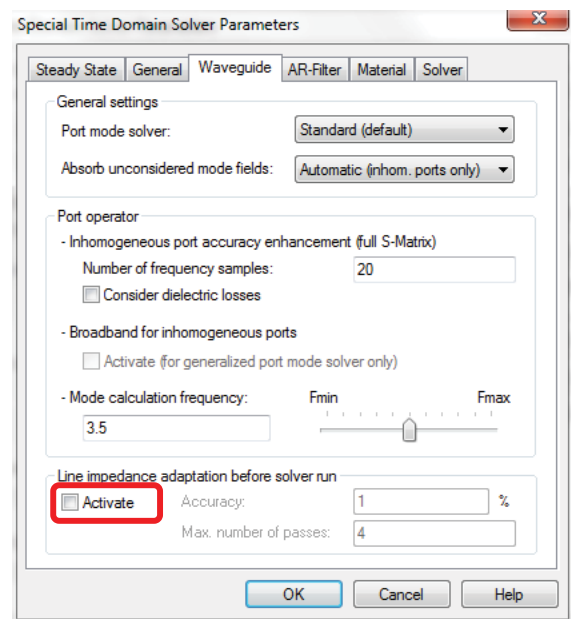 Special Time Domain Solver Parameters
x
Steady State General Waveguide AR-Filter Material Solver
General settings
Port mode solver: Standard (default)
Absorb unconsidered mode fields: Automatic (inhom. ports only)
Port operator
- Inhomogeneous port accuracy enhancement (full S-Matrix)
Number of frequency samples: 20
Consider dielectric losses
- Broadband for inhomogeneous ports
Activate (for generalized port mode solver only)
- Mode calculation frequency: Fmin Fmax
3.5
Line impedance adaptation before solver run
Activate Accuracy: 1 %
Max. number of passes: 4
OK Cancel Help